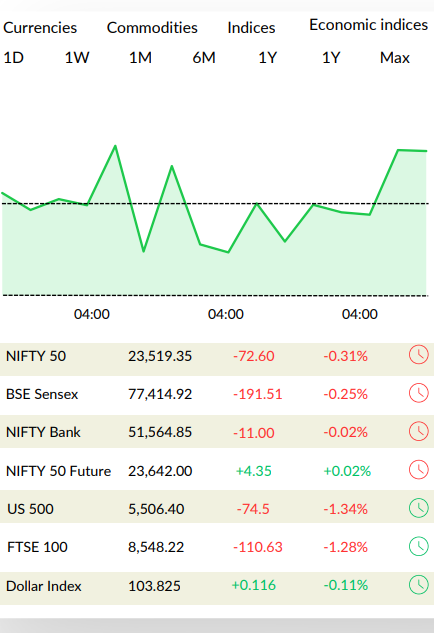 Currencies Commodities Indices Economic indices
1D 1W 1M 6M 1Y 1Y Max
04:00 04:00 04:00
NIFTY 50 23,519.35 -72.60 -0.31%
BSE Sensex 77,414.92 -191.51 -0.25%
NIFTY Bank 51,564.85 -11.00 -0.02%
NIFTY 50 Future 23,642.00 +4.35 +0.02%
US 500 5,506.40 -74.5 -1.34%
FTSE 100 8,548.22 -110.63 -1.28%
Dollar Index 103.825 +0.116 -0.11%